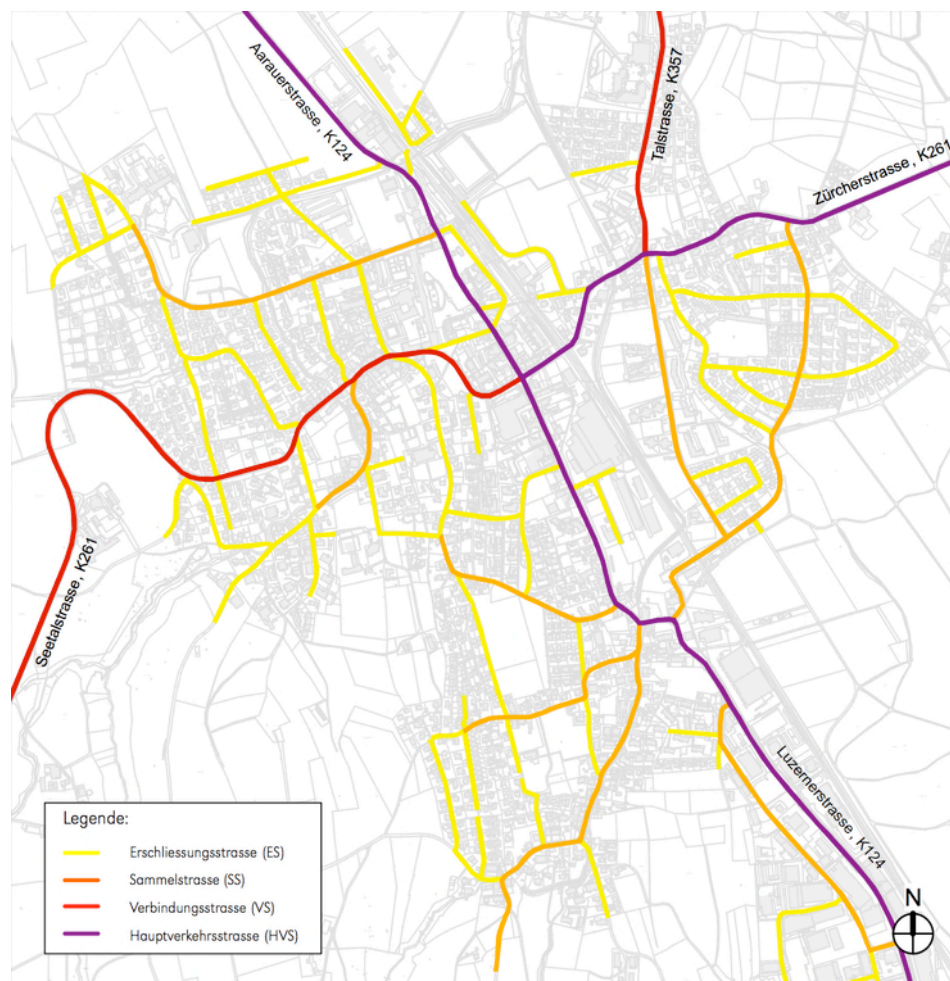 Aarauerstrasse, K124
Talstrasse, K357
Zürcherstrasse, K261
Seetalstrasse, K261
Luzernerstrasse, K124
Legende:
Erschliessungsstrasse (ES)
Sammelstrasse (SS)
Verbindungsstrasse (VS)
Hauptverkehrsstrasse (HVS)
N